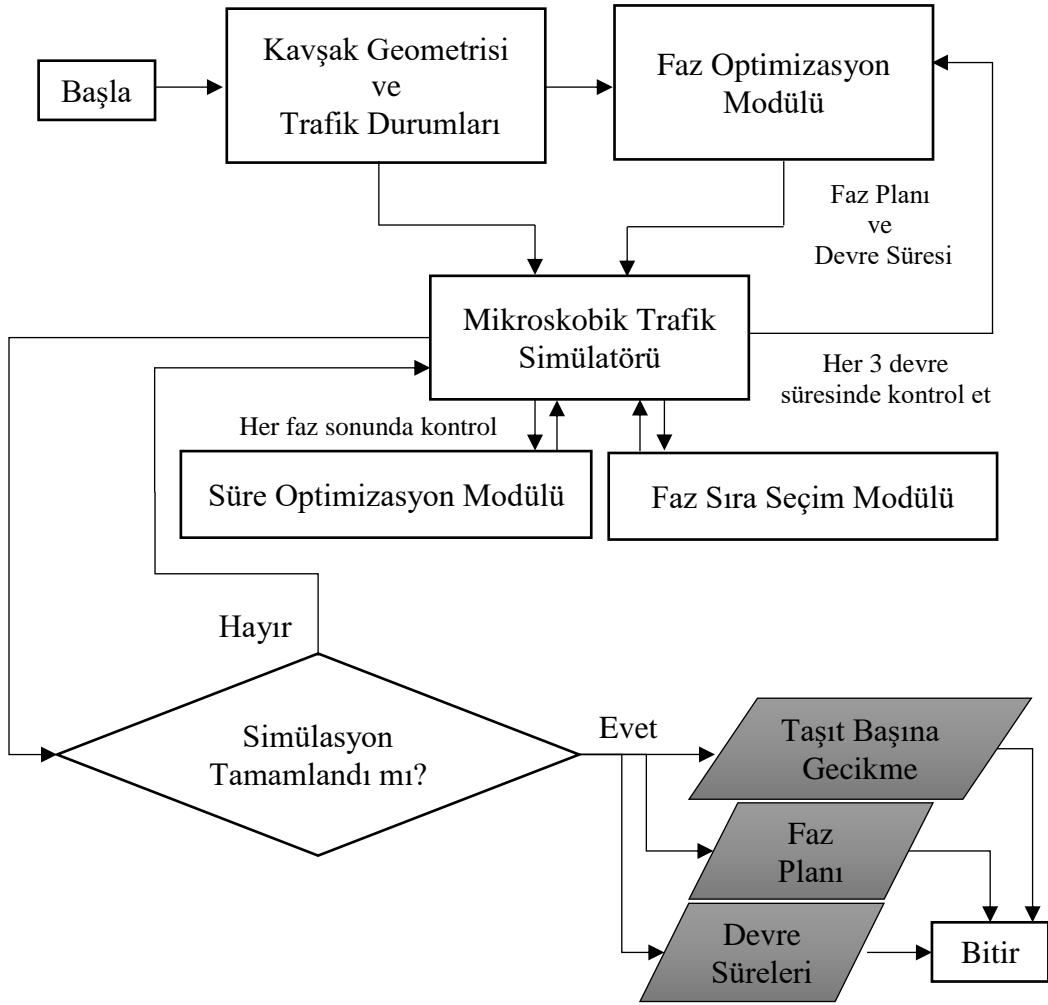 Başla
Kavşak Geometrisi
ve
Trafik Durumları
Faz Optimizasyon
Modülü
Faz Planı
ve
Devre Süresi
Mikroskobik Trafik
Simülatörü
Her 3 devre
süresinde kontrol et
Her faz sonunda kontrol
Süre Optimizasyon Modülü
Faz Sıra Seçim Modülü
Hayır
Simülasyon
Tamamlandı mı?
Evet
Taşıt Başına
Gecikme
Faz
Planı
Devre
Süreleri
Bitir